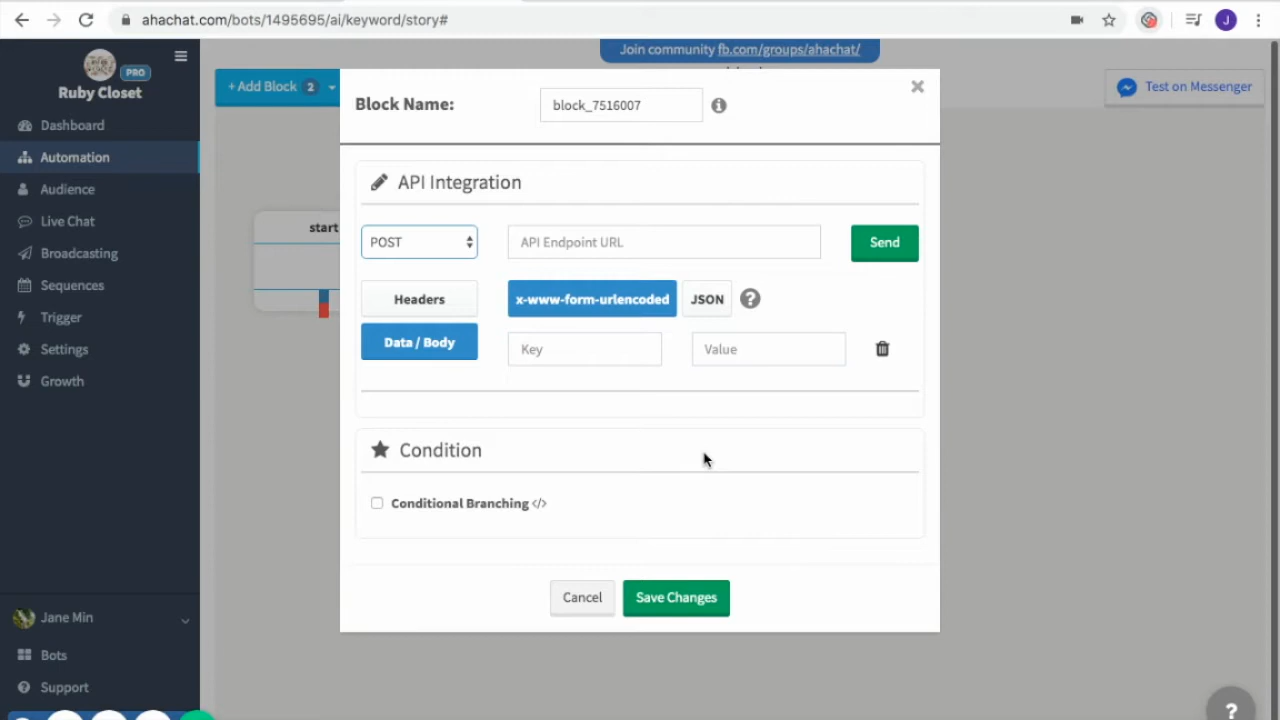 ahachat.com/bots/1495695/ai/keyword/story#
J
Join community fb.com/groups/ahachat/
PRO
Ruby Closet
Dashboard
Automation
Audience
Live Chat
Broadcasting
Sequences
Trigger
Settings
Growth
Jane Min
Bots
Support
+ Add Block 2
Test on Messenger
start
Block Name:
block_7516007
API Integration
POST
API Endpoint URL
Send
Headers
x-www-form-urlencoded
JSON
?
Data / Body
Key
Value
Condition
Conditional Branching </>
Cancel
Save Changes
?